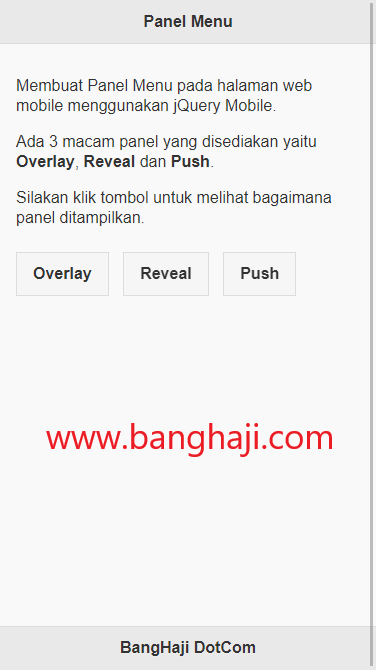 Panel Menu
Membuat Panel Menu pada halaman web
mobile menggunakan jQuery Mobile.
Ada 3 macam panel yang disediakan yaitu
Overlay, Reveal dan Push.
Silakan klik tombol untuk melihat bagaimana
panel ditampilkan.
Overlay Reveal Push
www.banghaji.com
BangHaji DotCom